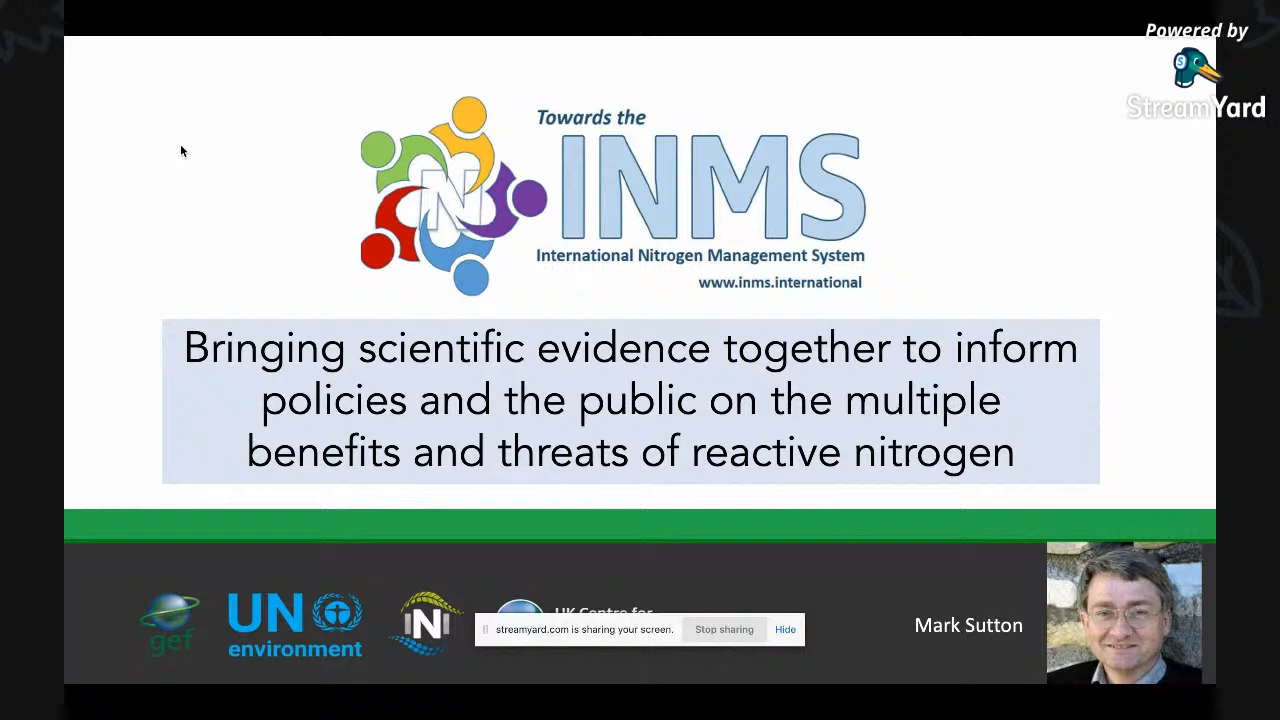 Powered by
StreamYard
Towards the
INMS
N
International Nitrogen Management System
www.inms.international
Bringing scientific evidence together to inform
policies and the public on the multiple
benefits and threats of reactive nitrogen
gef
UN
environment
iNi
UK Centre for
streamyard.com is sharing your screen.
Stop sharing
Hide
Mark Sutton